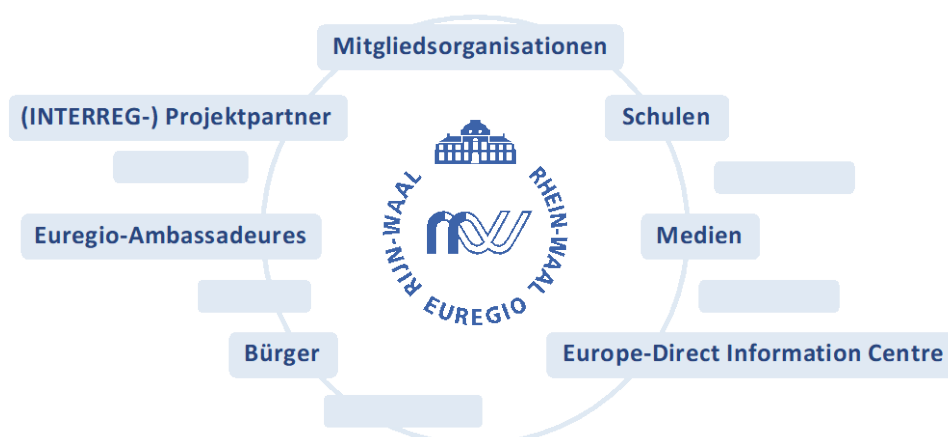 Mitgliedsorganisationen
(INTERREG-) Projektpartner
Schulen
RIJN-WAAL
RHEIN-WAAL
EUREGIO
Euregio-Ambassadeures
Medien
Bürger
Europe-Direct Information Centre